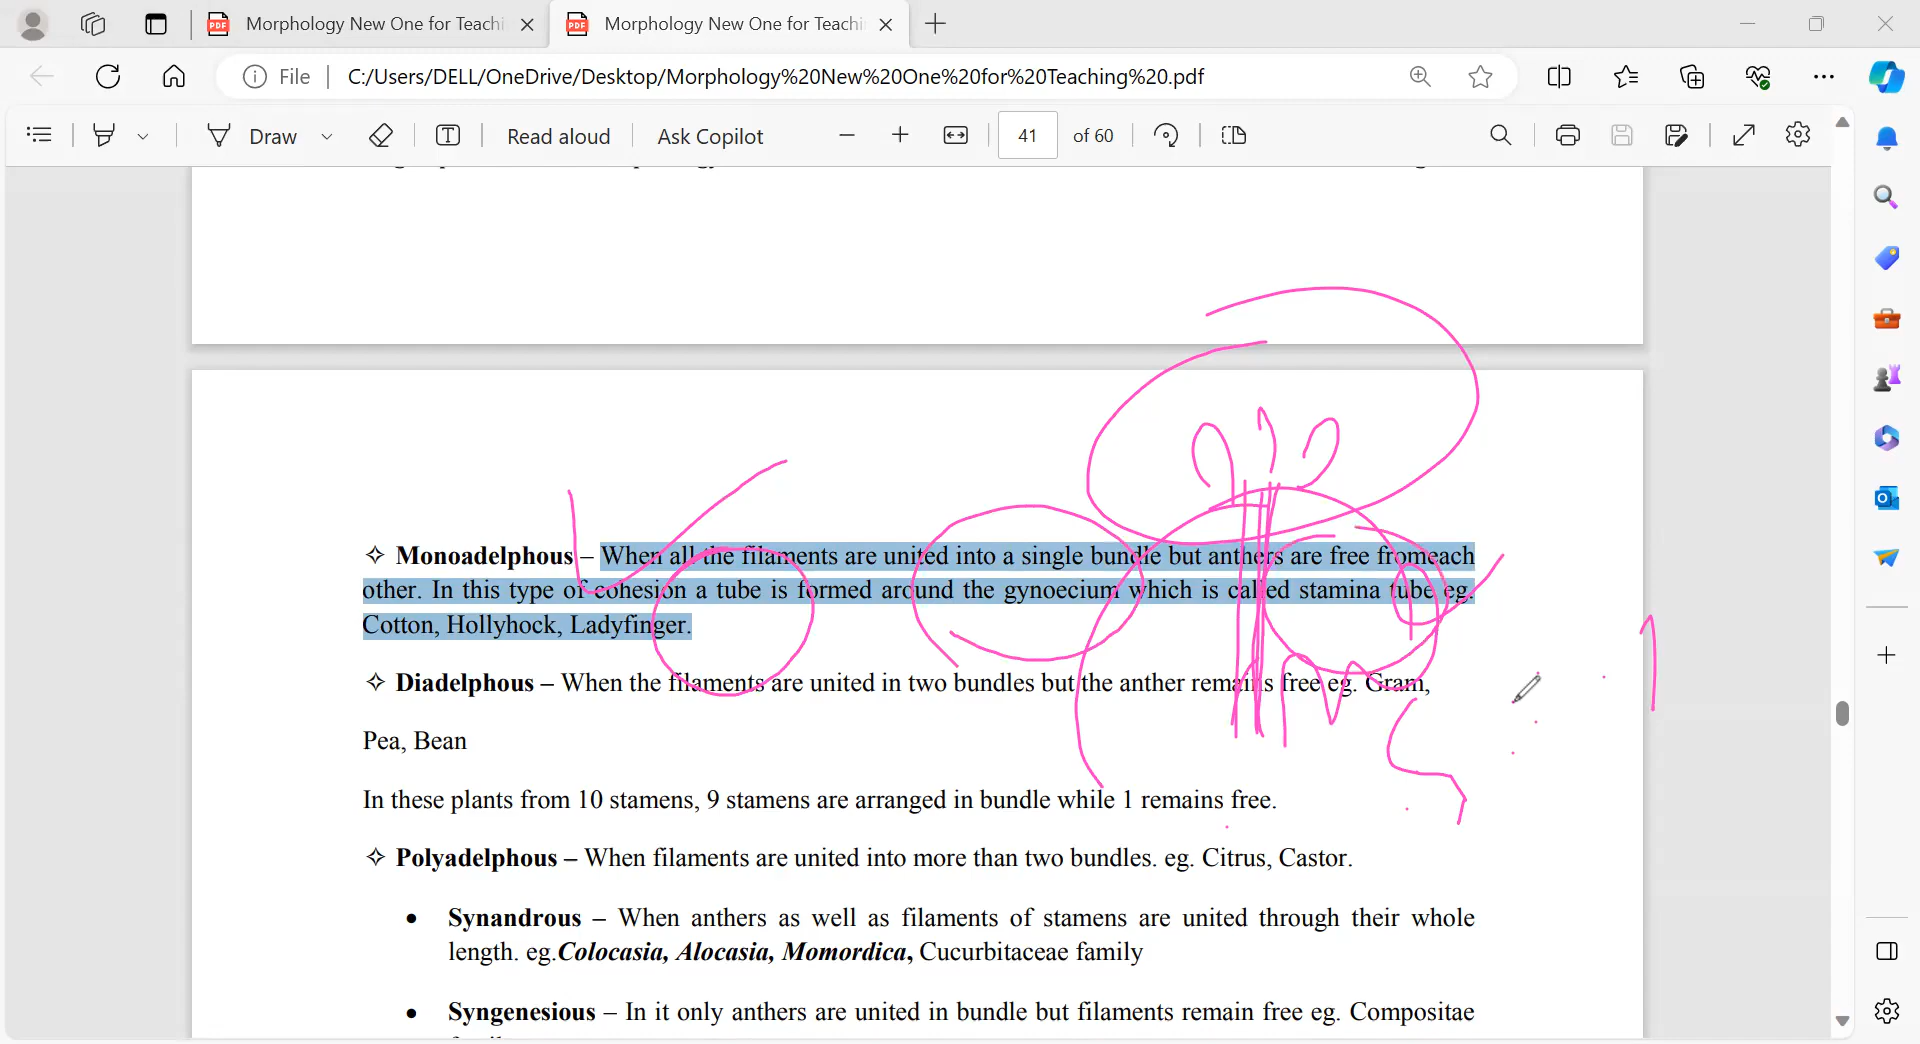 Morphology New One for Teachi
Morphology New One for Teachi
File
C:/Users/DELL/OneDrive/Desktop/Morphology%20New%20One%20for%20Teaching%20.pdf
Draw
Read aloud
Ask Copilot
41 of 60
✧ Monoadelphous – When all the filaments are united into a single bundle but anthers are free fromeach
other. In this type of cohesion a tube is formed around the gynoecium which is called stamina tube eg.
Cotton, Hollyhock, Ladyfinger.
✧ Diadelphous – When the filaments are united in two bundles but the anther remains free eg. Gram,
Pea, Bean
In these plants from 10 stamens, 9 stamens are arranged in bundle while 1 remains free.
✧ Polyadelphous – When filaments are united into more than two bundles. eg. Citrus, Castor.
• Synandrous – When anthers as well as filaments of stamens are united through their whole
length. eg.Colocasia, Alocasia, Momordica, Cucurbitaceae family
• Syngenesious – In it only anthers are united in bundle but filaments remain free eg. Compositae